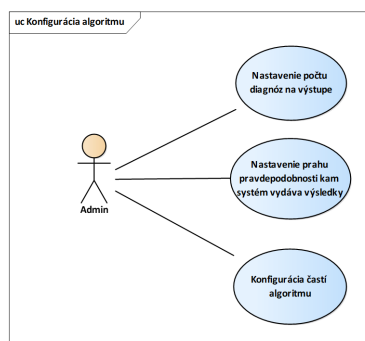 uc Konfigurácia algoritmu
Nastavenie počtu
diagnóz na výstupe
Nastavenie prahu
pravdepodobnosti kam
systém vydáva výsledky
Admin
Konfigurácia častí
algoritmu